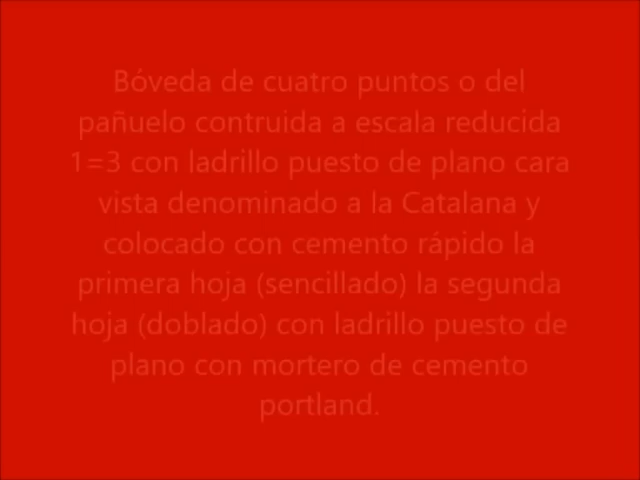 Bóveda de cuatro puntos o del
pañuelo contruida a escala reducida
1=3 con ladrillo puesto de plano cara
vista denominado a la Catalana y
colocado con cemento rápido la
primera hoja (sencillado) la segunda
hoja (doblado) con ladrillo puesto de
plano con mortero de cemento
portland.